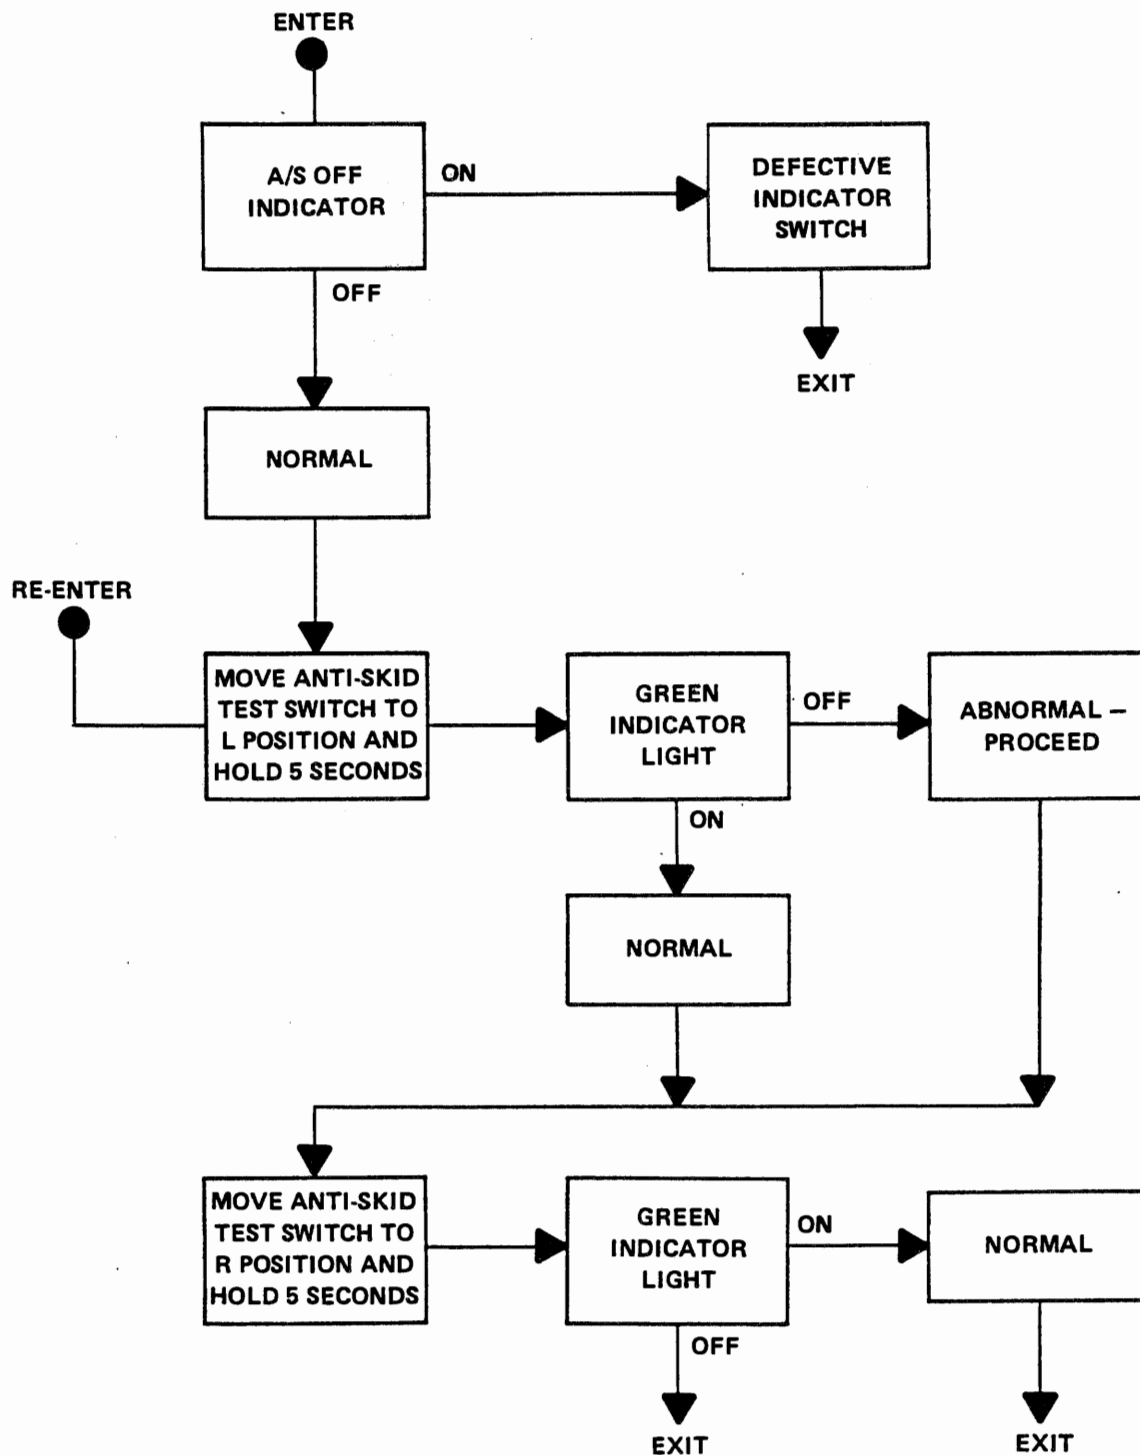 ENTER
A/S OFF
INDICATOR
ON
DEFECTIVE
INDICATOR
SWITCH
OFF
EXIT
NORMAL
RE-ENTER
MOVE ANTI-SKID
TEST SWITCH TO
L POSITION AND
HOLD 5 SECONDS
GREEN
INDICATOR
LIGHT
OFF
ABNORMAL –
PROCEED
ON
NORMAL
MOVE ANTI-SKID
TEST SWITCH TO
R POSITION AND
HOLD 5 SECONDS
GREEN
INDICATOR
LIGHT
ON
NORMAL
OFF
EXIT
EXIT